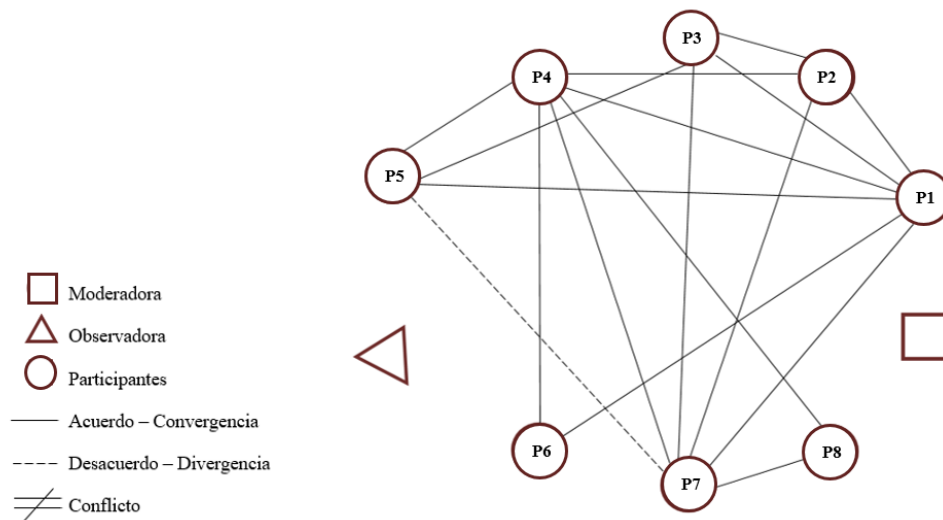 P3
P4
P2
P5
P1
Moderadora
Observadora
Participantes
Acuerdo – Convergencia
P6
P8
Desacuerdo – Divergencia
P7
Conflicto